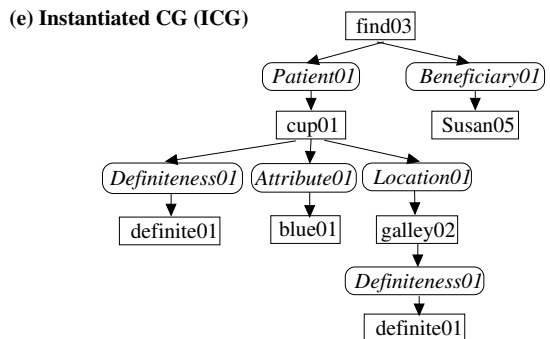 (e) Instantiated CG (ICG)
find03
Patient01 Beneficiary01
cup01 Susan05
Definiteness01 Attribute01 Location01
definite01 blue01 galley02
Definiteness01
definite01